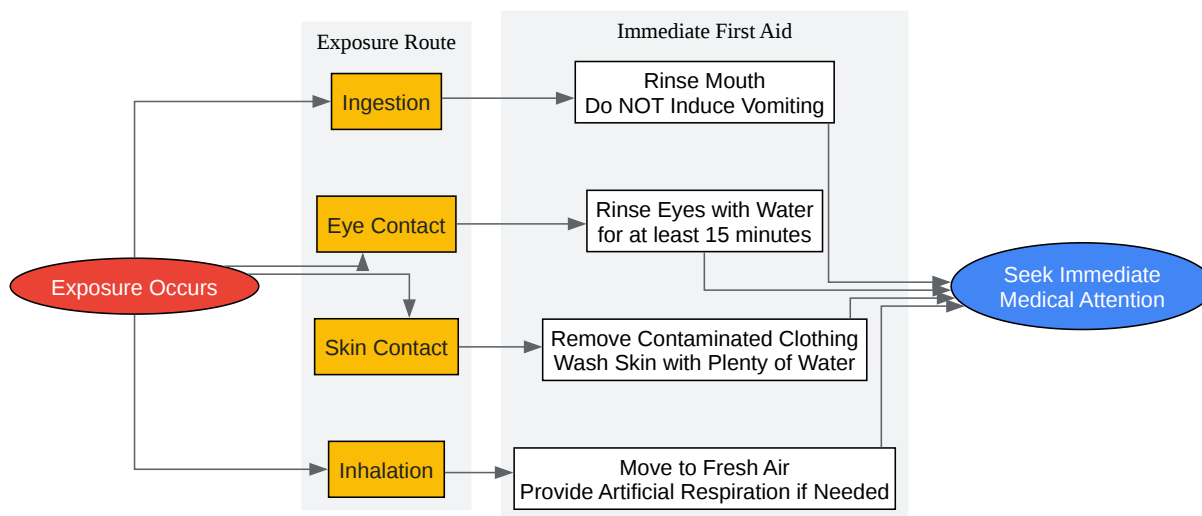 Exposure Route
Immediate First Aid
Ingestion
Rinse Mouth
Do NOT Induce Vomiting
Eye Contact
Rinse Eyes with Water
for at least 15 minutes
Exposure Occurs
Seek Immediate
Medical Attention
Skin Contact
Remove Contaminated Clothing
Wash Skin with Plenty of Water
Inhalation
Move to Fresh Air
Provide Artificial Respiration if Needed